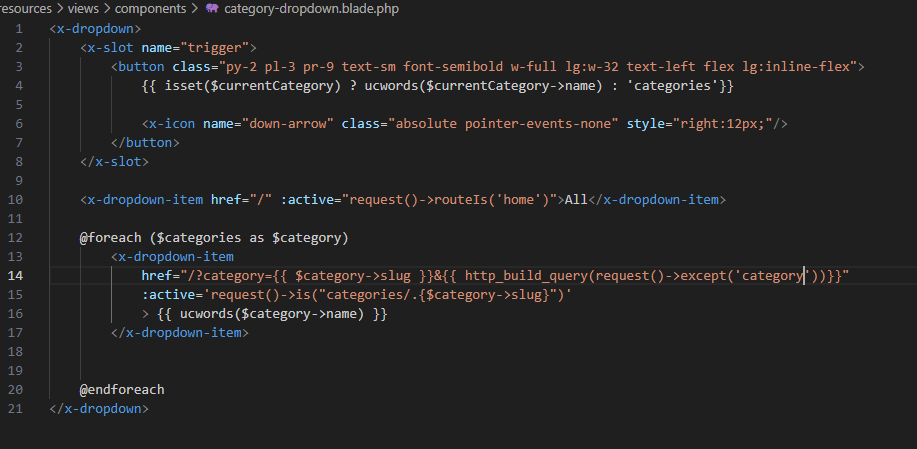 resources > views > components > category-dropdown.blade.php
1 <x-dropdown>
2 <x-slot name="trigger">
3 <button class="py-2 pl-3 pr-9 text-sm font-semibold w-full lg:w-32 text-left flex lg:inline-flex">
4 {{ isset($currentCategory) ? ucwords($currentCategory->name) : 'categories'}}
5
6 <x-icon name="down-arrow" class="absolute pointer-events-none" style="right:12px;"/>
7 </button>
8 </x-slot>
9
10 <x-dropdown-item href="/" :active="request()->routeIs('home')">All</x-dropdown-item>
11
12 @foreach ($categories as $category)
13 <x-dropdown-item
14 href="/?category={{ $category->slug }}&{{ http_build_query(request()->except('category'))}}"
15 :active='request()->is("categories/.{$category->slug}")'
16 > {{ ucwords($category->name) }}
17 </x-dropdown-item>
18
19
20 @endforeach
21 </x-dropdown>